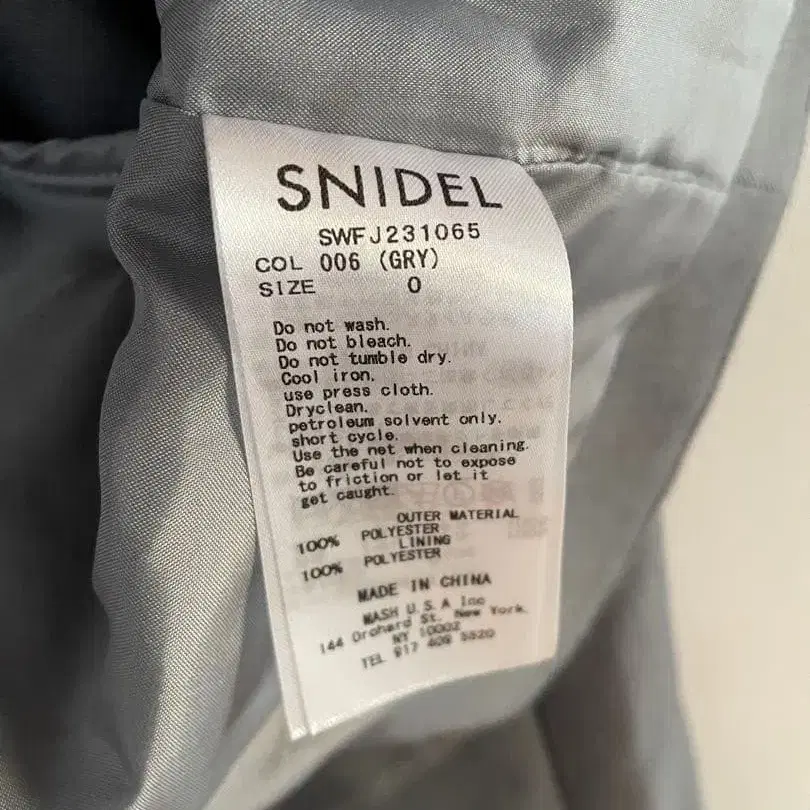 SNIDEL
SWFJ231065
COL 006 (GRY)
SIZE 0
Do not wash.
Do not bleach.
Do not tumble dry.
Cool iron.
use press cloth.
Dryclean.
petroleum solvent only.
short cycle.
Use the net when cleaning.
Be careful not to expose
to friction or let it
get caught.
OUTER MATERIAL
100% POLYESTER
LINING
100% POLYESTER
MADE IN CHINA
MASH U.S.A Inc
144 Orchard St. New York.
NY 10002
TEL 917 409 5520